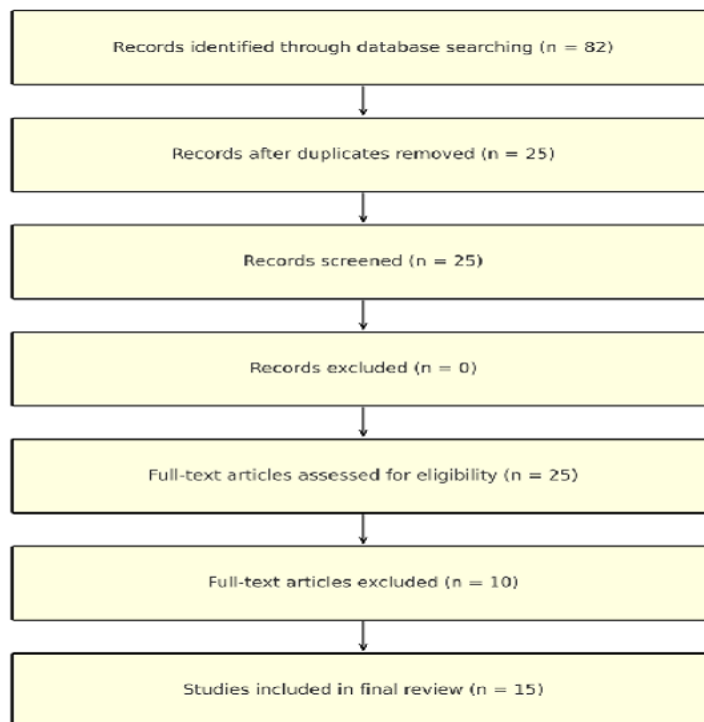 Records identified through database searching (n = 82)
Records after duplicates removed (n = 25)
Records screened (n = 25)
Records excluded (n = 0)
Full-text articles assessed for eligibility (n = 25)
Full-text articles excluded (n = 10)
Studies included in final review (n = 15)